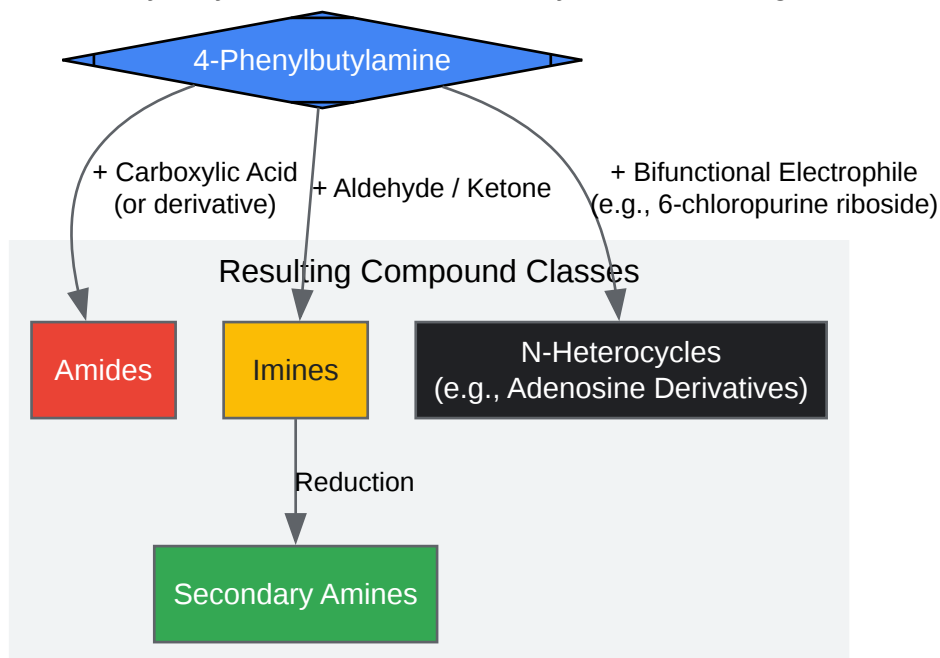 4-Phenylbutylamine
+ Carboxylic Acid
(or derivative)
+ Aldehyde / Ketone
+ Bifunctional Electrophile
(e.g., 6-chloropurine riboside)
Resulting Compound Classes
Amides
Imines
N-Heterocycles
(e.g., Adenosine Derivatives)
Reduction
Secondary Amines